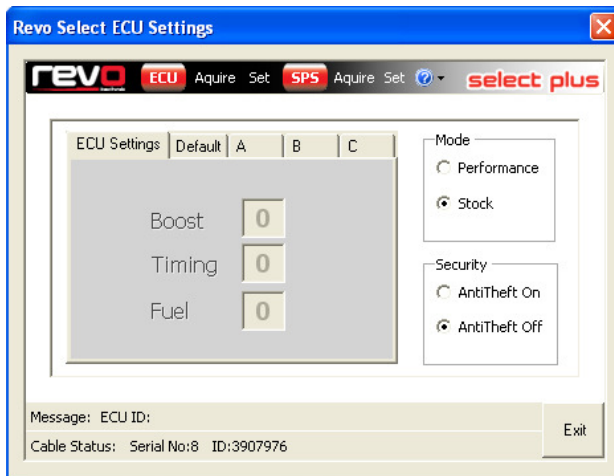 Revo Select ECU Settings
revo ECU Aquire Set SPS Aquire Set ? select plus
ECU Settings Default A B C
Boost 0
Timing 0
Fuel 0
Mode
Performance
Stock
Security
AntiTheft On
AntiTheft Off
Message: ECU ID:
Cable Status: Serial No:8 ID:3907976
Exit